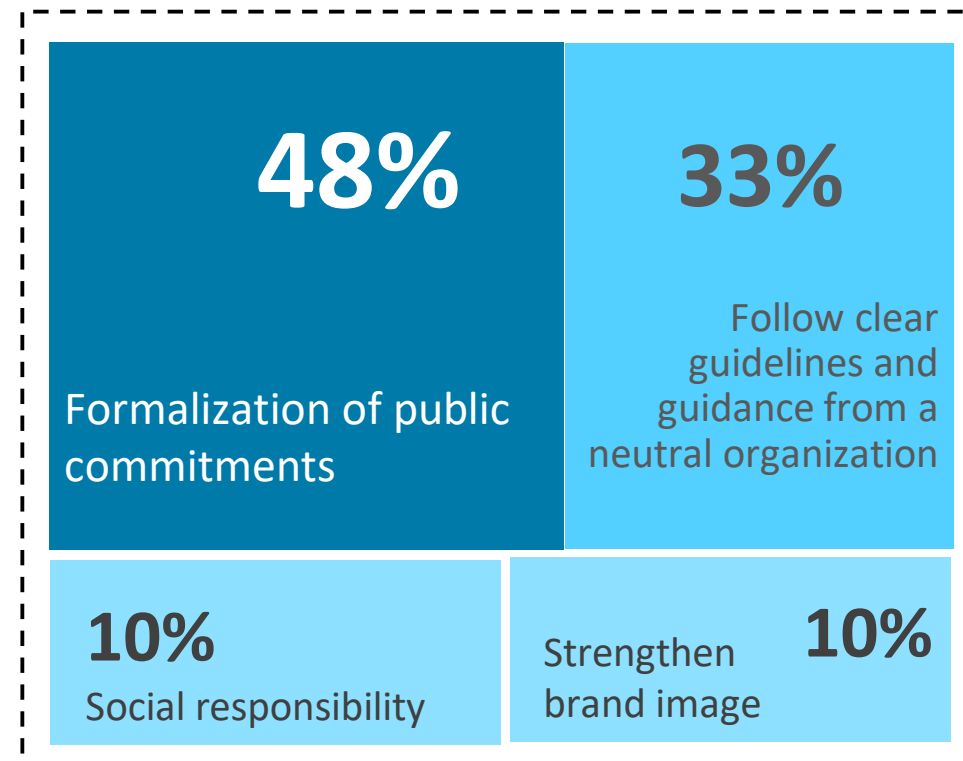 48%
Formalization of public
commitments
33%
Follow clear
guidelines and
guidance from a
neutral organization
10%
Social responsibility
10%
Strengthen
brand image